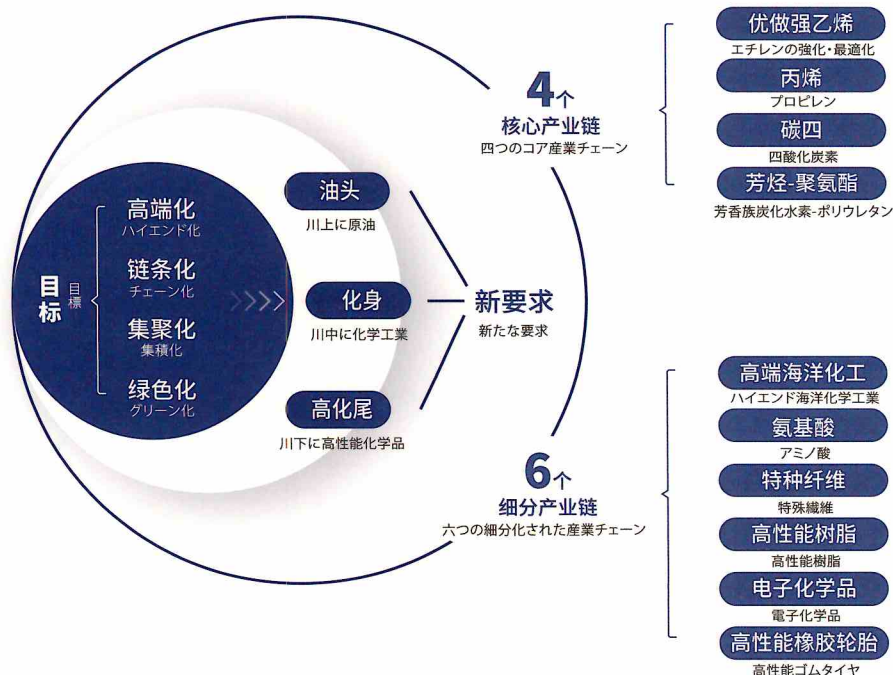 目标
目標
高端化
ハイエンド化
链条化
チェーン化
集聚化
集積化
绿色化
グリーン化
油头
川上に原油
化身
川中に化学工業
高化尾
川下に高性能化学品
新要求
新たな要求
4个
核心产业链
四つのコア産業チェーン
优做强乙烯
エチレンの強化・最適化
丙烯
プロピレン
碳四
四酸化炭素
芳烃-聚氨酯
芳香族炭化水素-ポリウレタン
6个
细分产业链
六つの細分化された産業チェーン
高端海洋化工
ハイエンド海洋化学工業
氨基酸
アミノ酸
特种纤维
特殊繊維
高性能树脂
高性能樹脂
电子化学品
電子化学品
高性能橡胶轮胎
高性能ゴムタイヤ